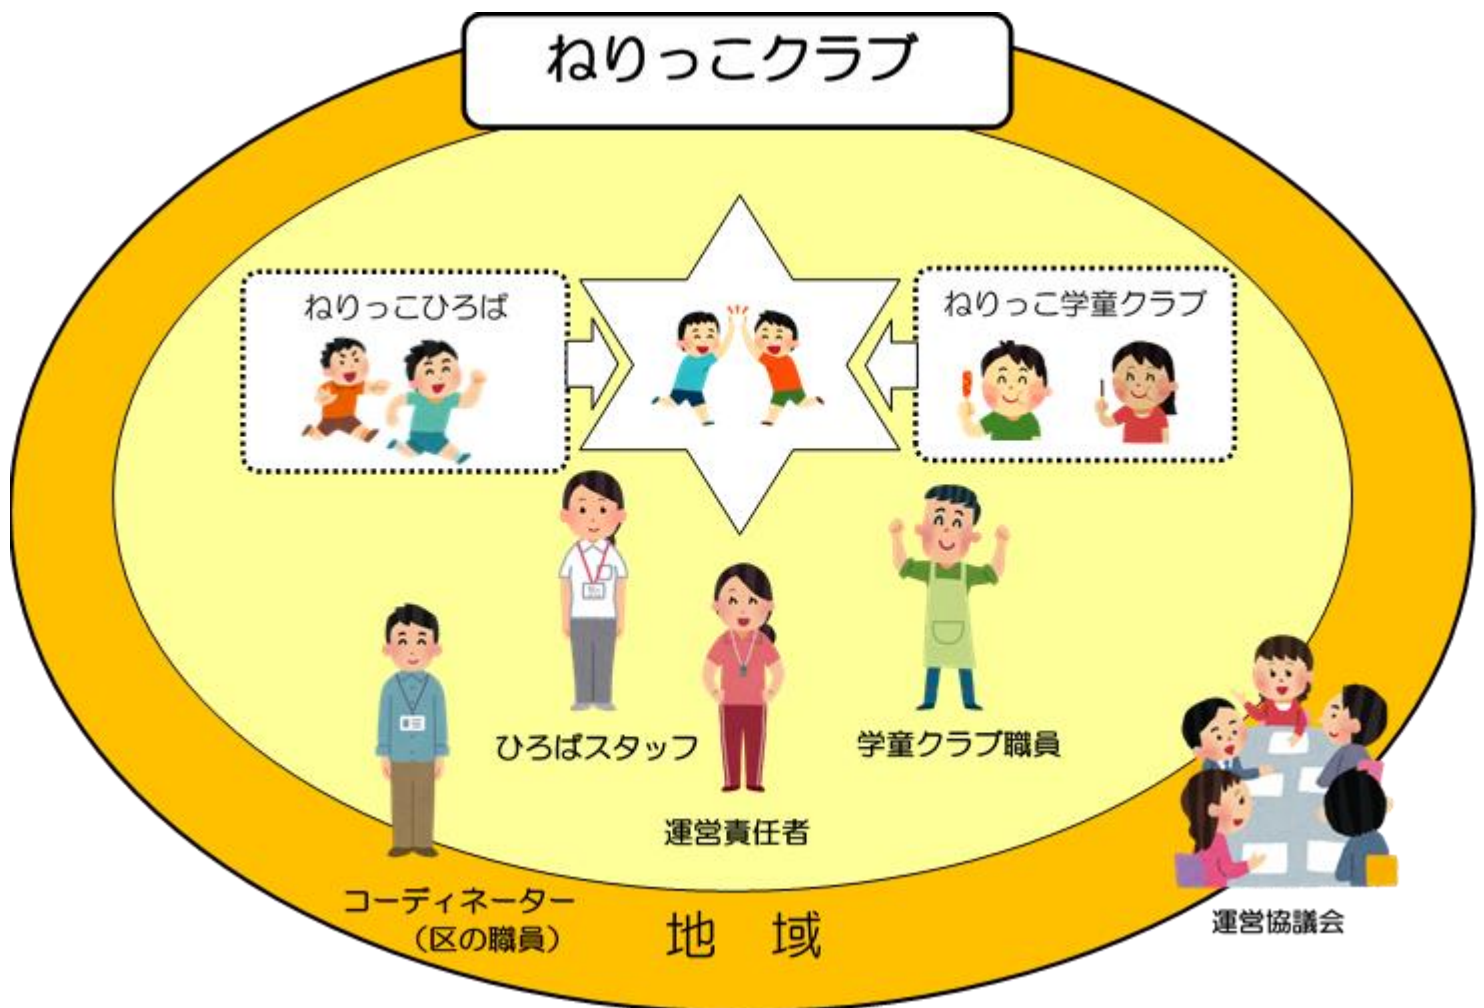 ねりっこクラブ
ねりっこひろば
ねりっこ学童クラブ
ひろばスタッフ
学童クラブ職員
運営責任者
コーディネーター
（区の職員）
地　域
運営協議会